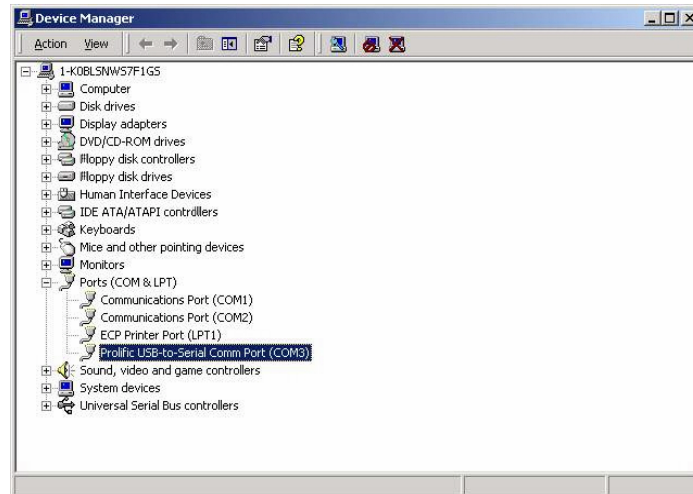 Device Manager
Action View
1-K0BLSNWS7F1G5
Computer
Disk drives
Display adapters
DVD/CD-ROM drives
Floppy disk controllers
Floppy disk drives
Human Interface Devices
IDE ATA/ATAPI controllers
Keyboards
Mice and other pointing devices
Monitors
Ports (COM & LPT)
Communications Port (COM1)
Communications Port (COM2)
ECP Printer Port (LPT1)
Prolific USB-to-Serial Comm Port (COM3)
Sound, video and game controllers
System devices
Universal Serial Bus controllers